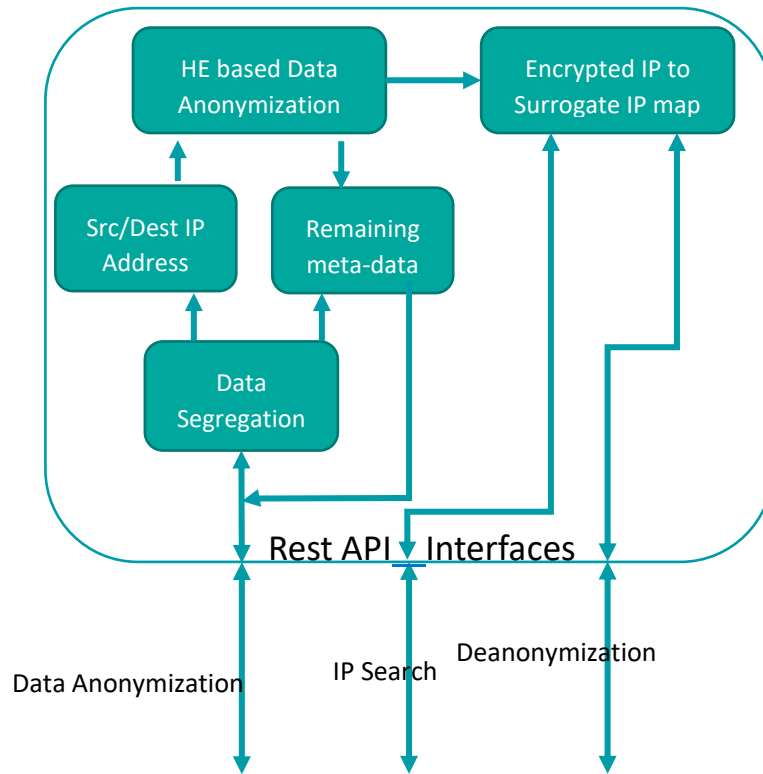 HE based Data
Anonymization
Encrypted IP to
Surrogate IP map
Src/Dest IP
Address
Remaining
meta-data
Data
Segregation
Rest API Interfaces
Data Anonymization
IP Search
Deanonymization